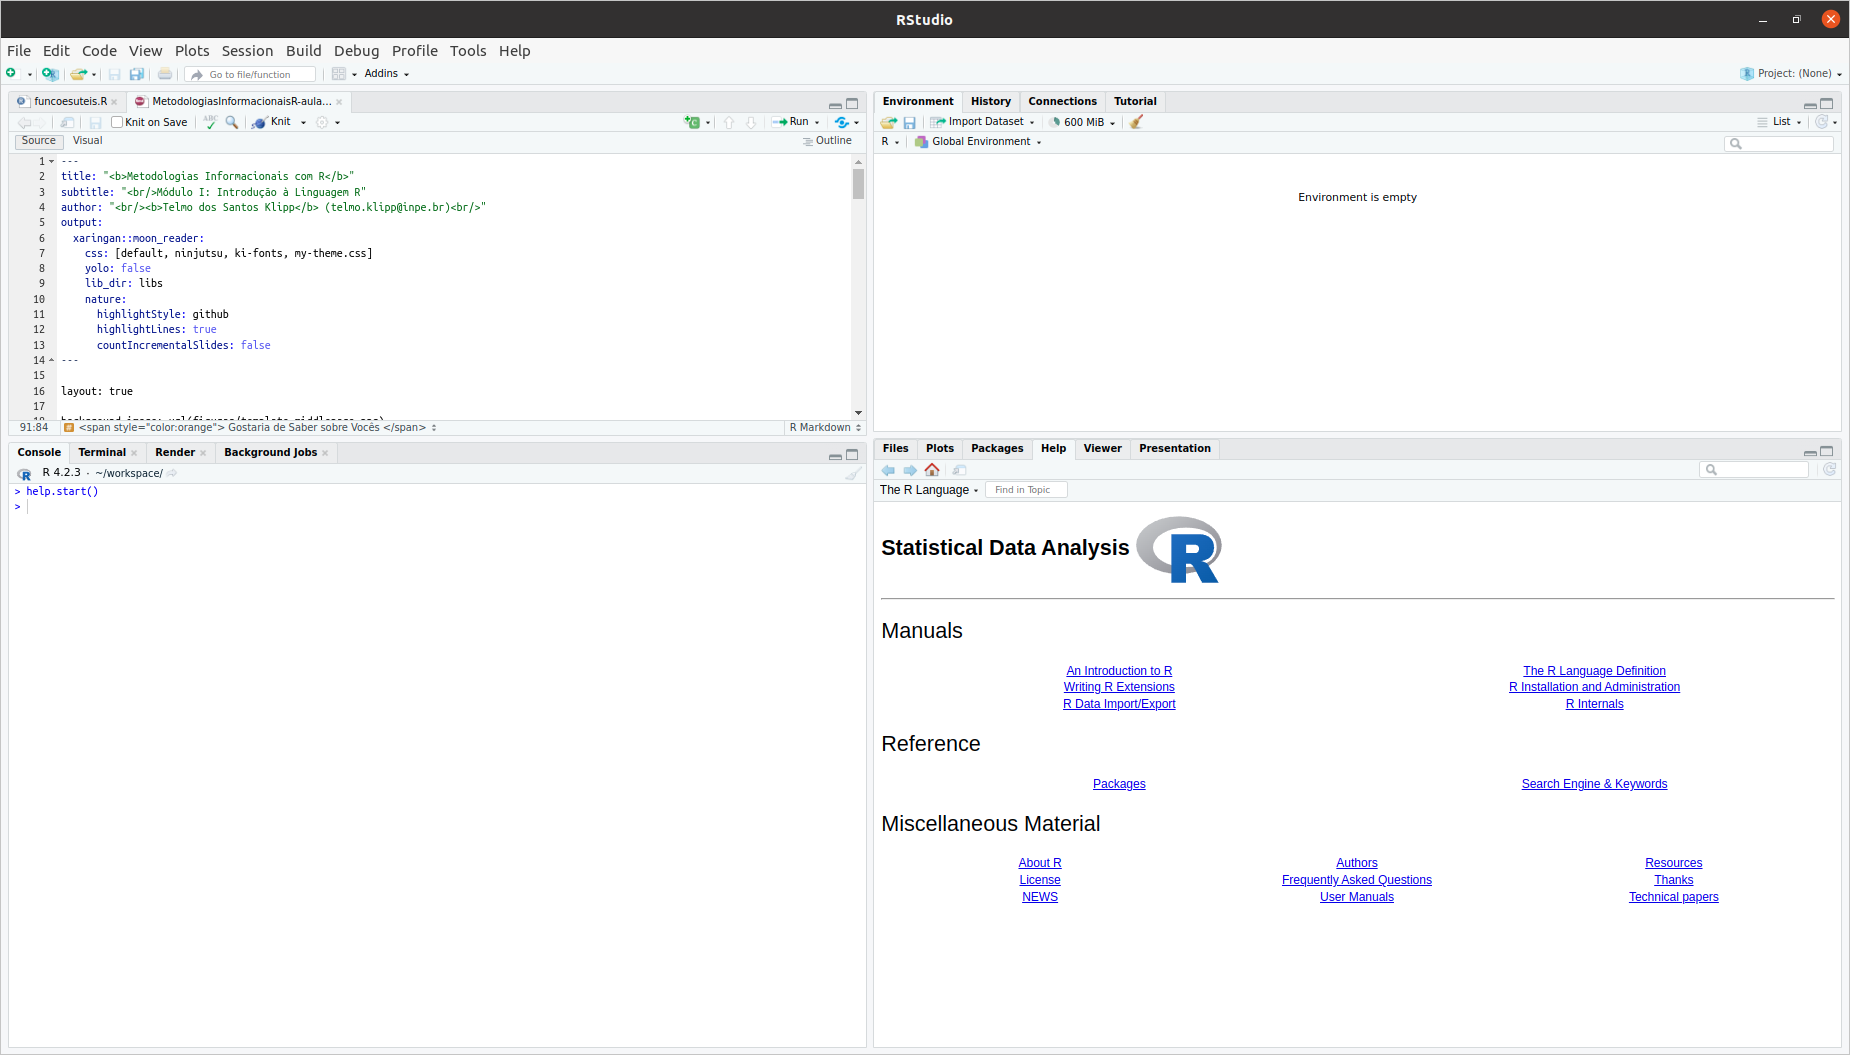 RStudio
File Edit Code View Plots Session Build Debug Profile Tools Help
Go to file/function Addins Project: (None)
funcoesuteis.R MetodologiasInformacionaisR-aula...
Knit on Save ABC Knit Run
Source Visual Outline
1 ---
2 title: "<b>Metodologias Informacionais com R</b>"
3 subtitle: "<br/>Módulo I: Introdução à Linguagem R"
4 author: "<br/><b>Telmo dos Santos Klipp</b> (telmo.klipp@inpe.br)<br/>"
5 output:
6 xaringan::moon_reader:
7 css: [default, ninjutsu, ki-fonts, my-theme.css]
8 yolo: false
9 lib_dir: libs
10 nature:
11 highlightStyle: github
12 highlightLines: true
13 countIncrementalSlides: false
14 ---
15
16 layout: true
17
91:84 # <span style="color:orange"> Gostaria de Saber sobre Vocês </span> R Markdown
Console Terminal Render Background Jobs
R 4.2.3 · ~/workspace/
> help.start()
>
Environment History Connections Tutorial
Import Dataset 600 MiB List
R Global Environment
Environment is empty
Files Plots Packages Help Viewer Presentation
The R Language Find in Topic
Statistical Data Analysis R
Manuals
An Introduction to R The R Language Definition
Writing R Extensions R Installation and Administration
R Data Import/Export R Internals
Reference
Packages Search Engine & Keywords
Miscellaneous Material
About R Authors Resources
License Frequently Asked Questions Thanks
NEWS User Manuals Technical papers